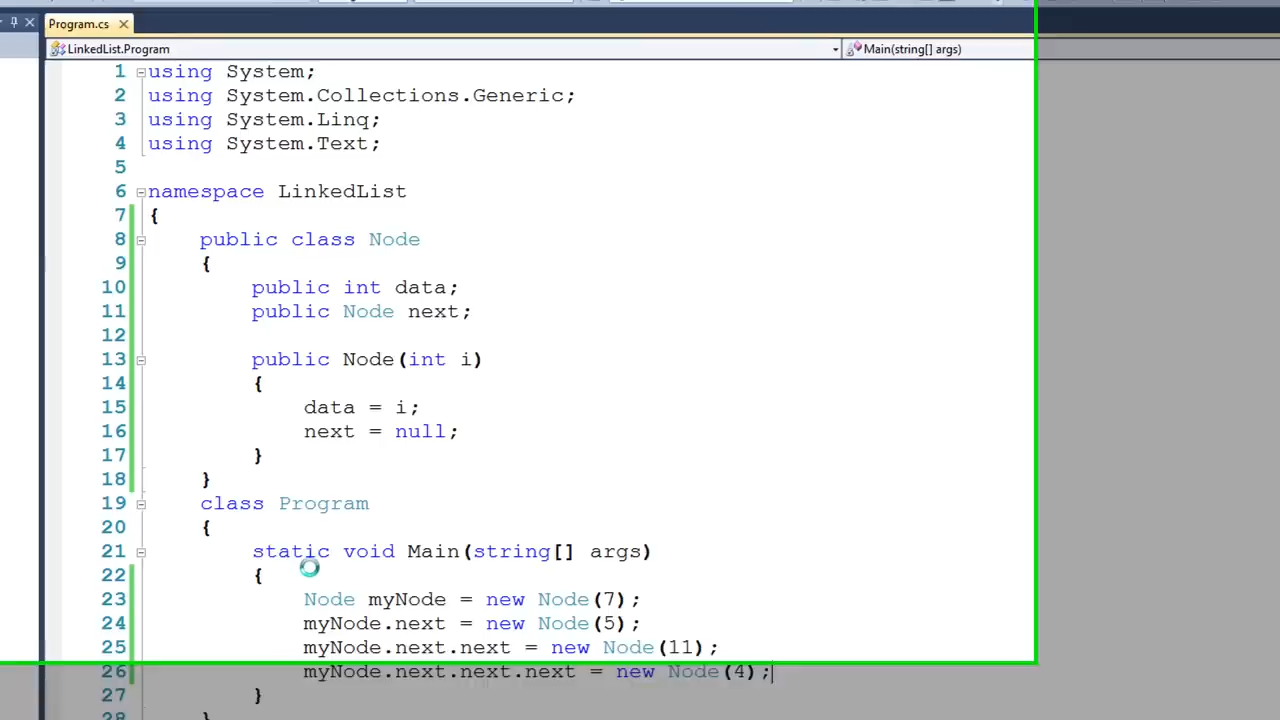 Program.cs
LinkedList.Program
Main(string[] args)
1 using System;
2 using System.Collections.Generic;
3 using System.Linq;
4 using System.Text;
5
6 namespace LinkedList
7 {
8 public class Node
9 {
10 public int data;
11 public Node next;
12
13 public Node(int i)
14 {
15 data = i;
16 next = null;
17 }
18 }
19 class Program
20 {
21 static void Main(string[] args)
22 {
23 Node myNode = new Node(7);
24 myNode.next = new Node(5);
25 myNode.next.next = new Node(11);
26 myNode.next.next.next = new Node(4);
27 }
28 }